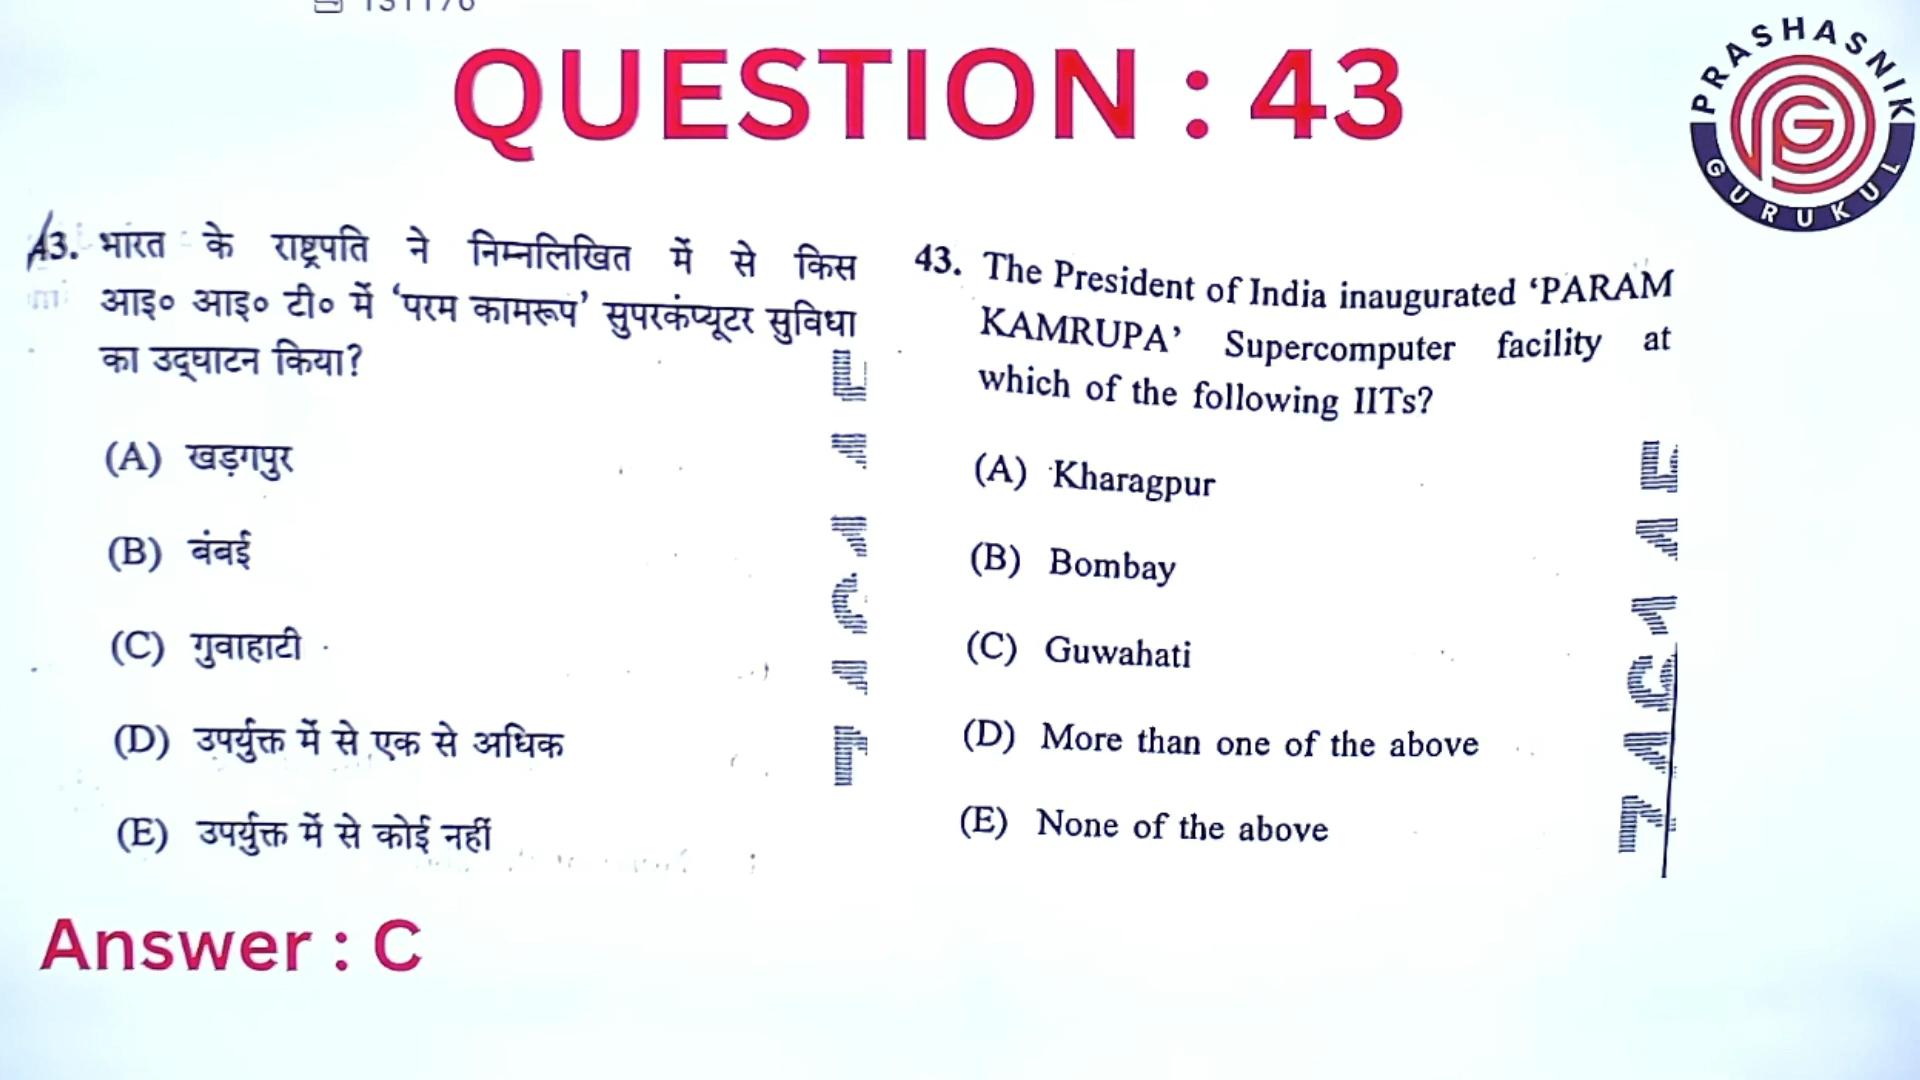 QUESTION : 43
PRASHASNIK
GURUKUL
43. भारत के राष्ट्रपति ने निम्नलिखित में से किस
आइ० आइ० टी० में ‘परम कामरूप’ सुपरकंप्यूटर सुविधा
का उद्घाटन किया?
(A) खड़गपुर
(B) बंबई
(C) गुवाहाटी
(D) उपर्युक्त में से एक से अधिक
(E) उपर्युक्त में से कोई नहीं
43. The President of India inaugurated ‘PARAM
KAMRUPA’ Supercomputer facility at
which of the following IITs?
(A) Kharagpur
(B) Bombay
(C) Guwahati
(D) More than one of the above
(E) None of the above
Answer : C